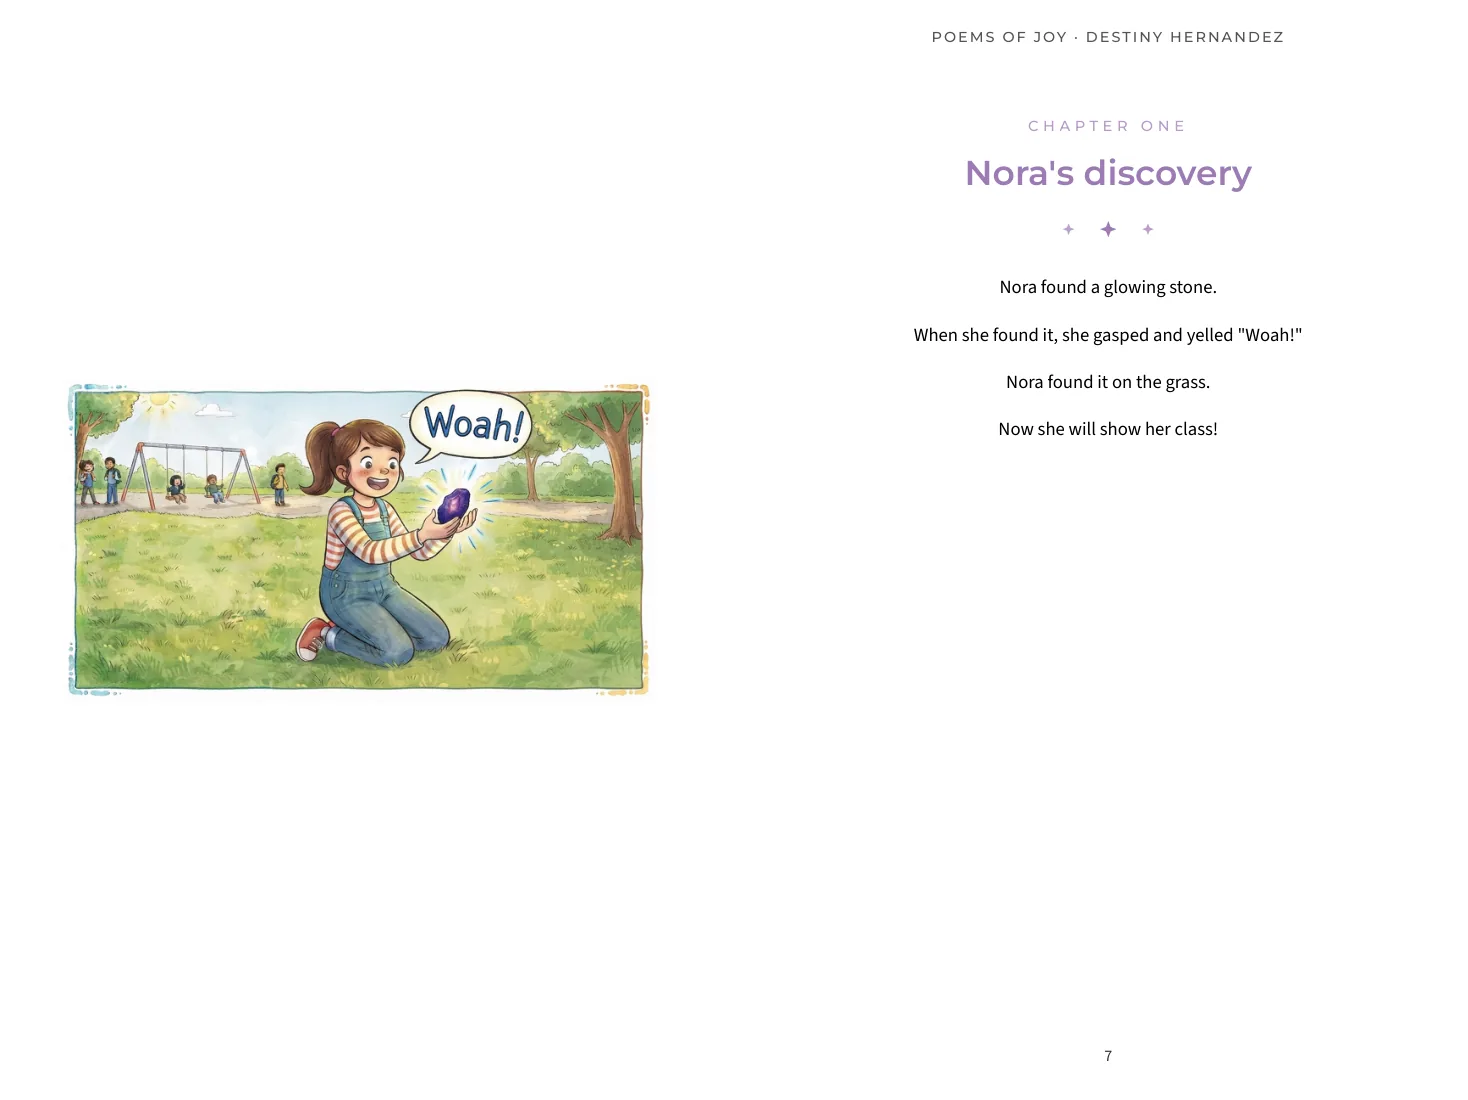 Woah!
POEMS OF JOY · DESTINY HERNANDEZ
CHAPTER ONE
Nora's discovery
Nora found a glowing stone.
When she found it, she gasped and yelled "Woah!"
Nora found it on the grass.
Now she will show her class!
7